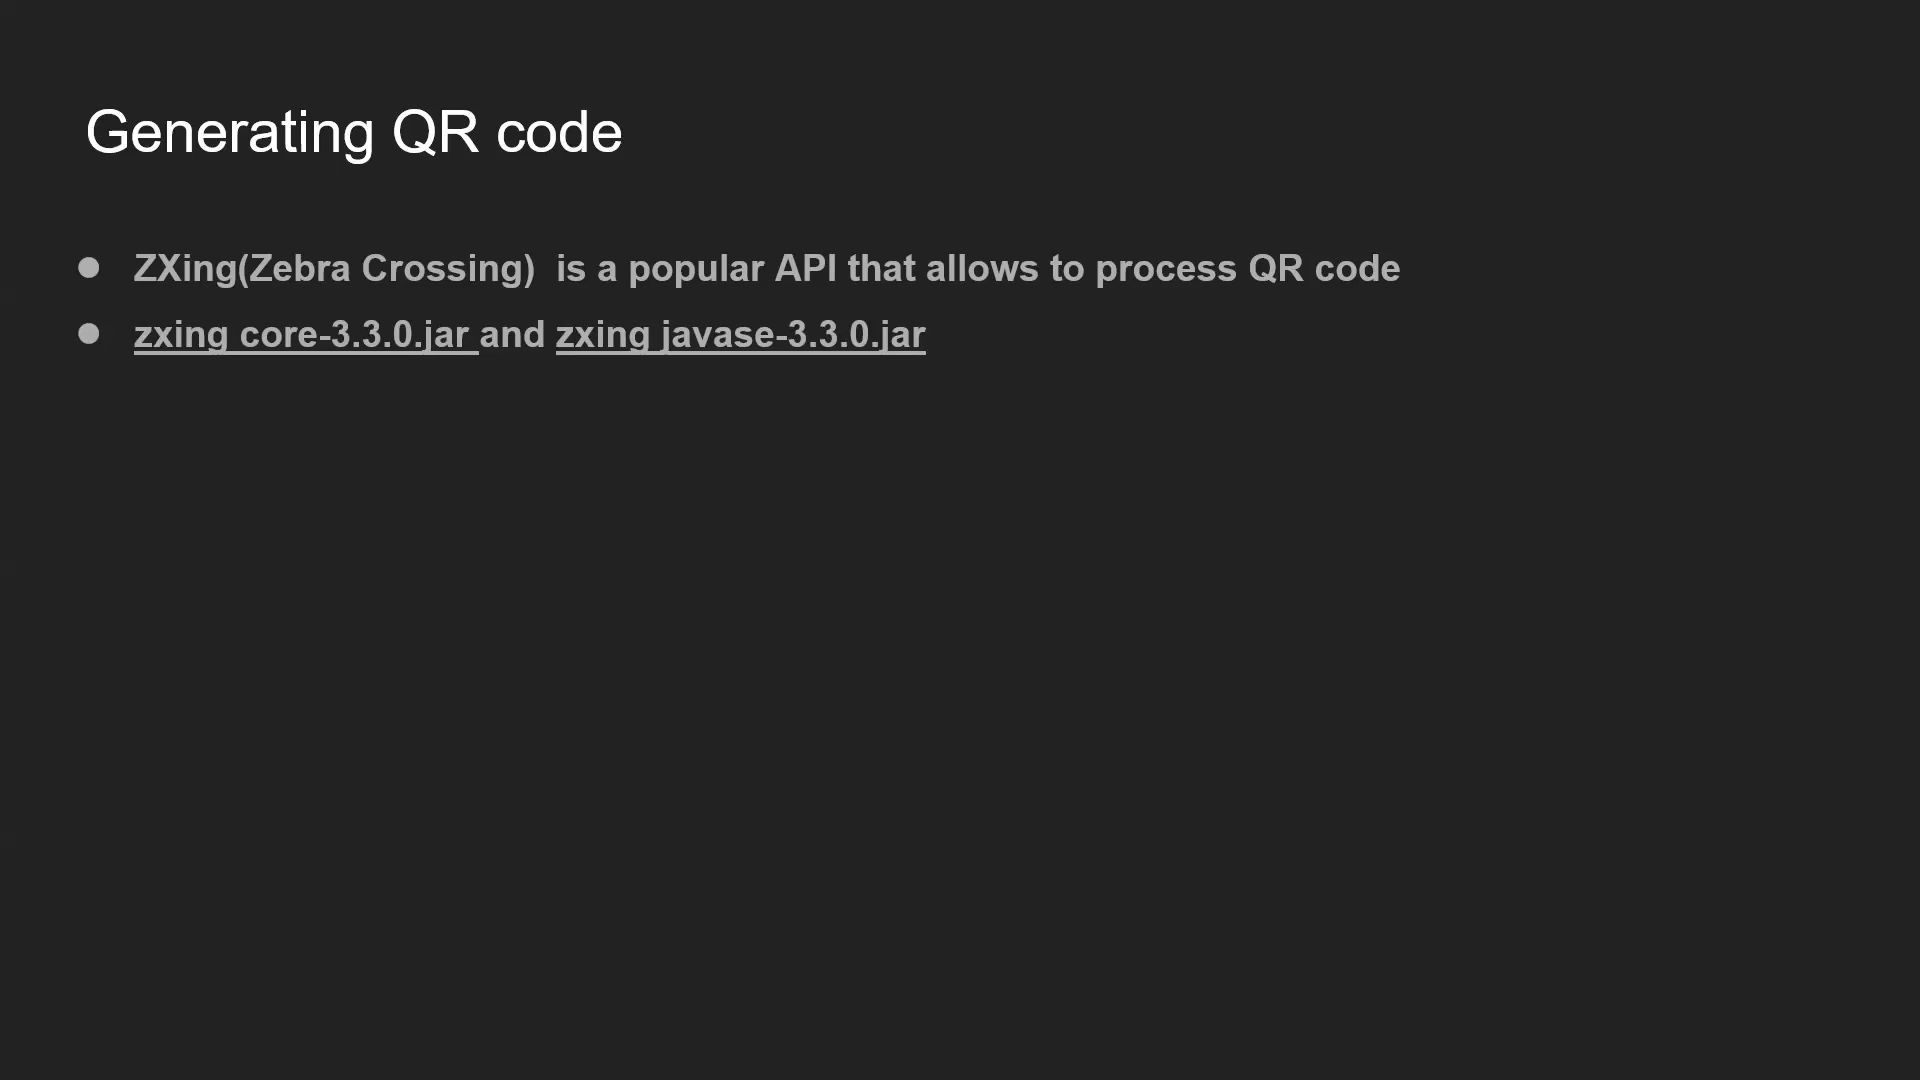 Generating QR code
● ZXing(Zebra Crossing)  is a popular API that allows to process QR code
● zxing core-3.3.0.jar and zxing javase-3.3.0.jar